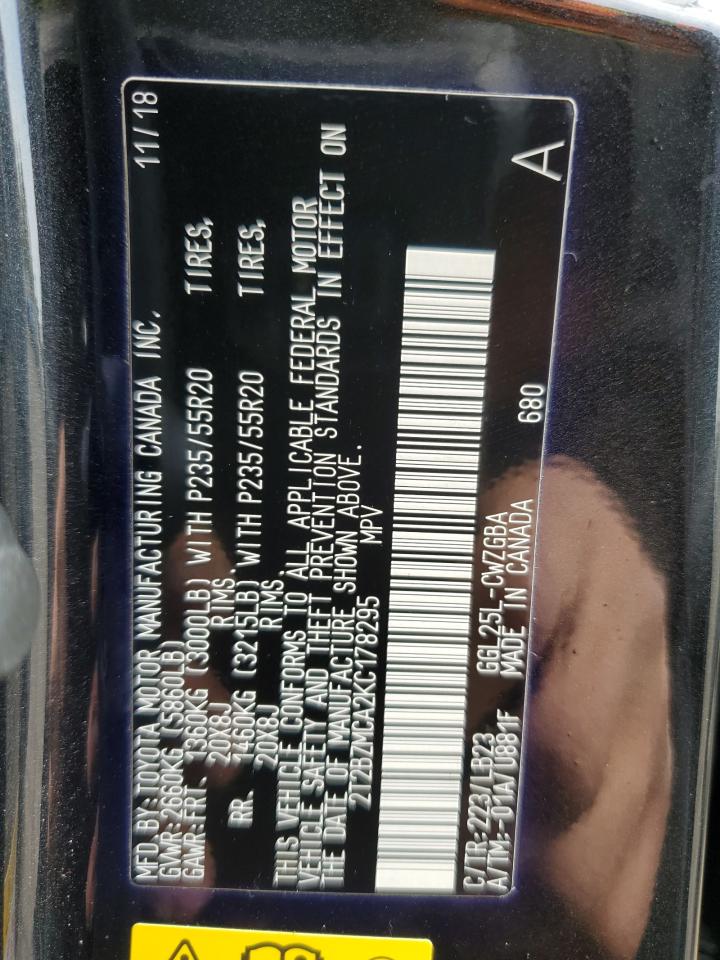 MFD. BY: TOYOTA MOTOR MANUFACTURING CANADA INC. 11/18
GVWR: 2660KG (5860LB)
GAWR: FRT. 1360KG (3000LB) WITH P235/55R20 TIRES,
20X8J RIMS,
RR. 1460KG (3215LB) WITH P235/55R20 TIRES,
20X8J RIMS.
THIS VEHICLE CONFORMS TO ALL APPLICABLE FEDERAL MOTOR
VEHICLE SAFETY AND THEFT PREVENTION STANDARDS IN EFFECT ON
THE DATE OF MANUFACTURE SHOWN ABOVE.
2T2BZMCA2KC178295 MPV
C/TR: 223/LB23 GGL25L-CWZGBA 680
A/TM:-01A/U881F MADE IN CANADA
A